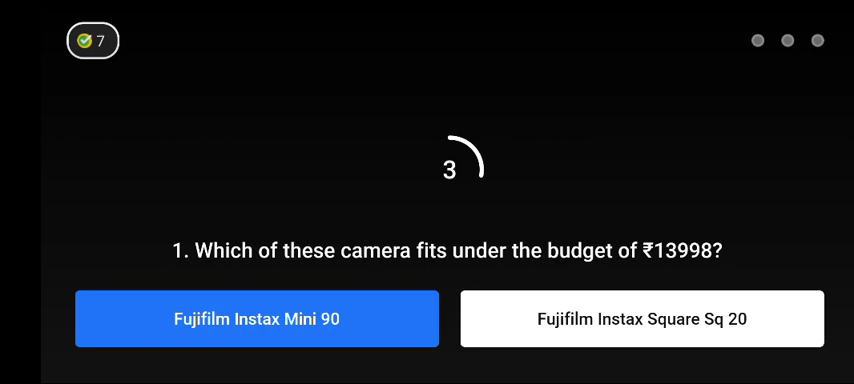 7
3
1. Which of these camera fits under the budget of ₹13998?
Fujifilm Instax Mini 90
Fujifilm Instax Square Sq 20